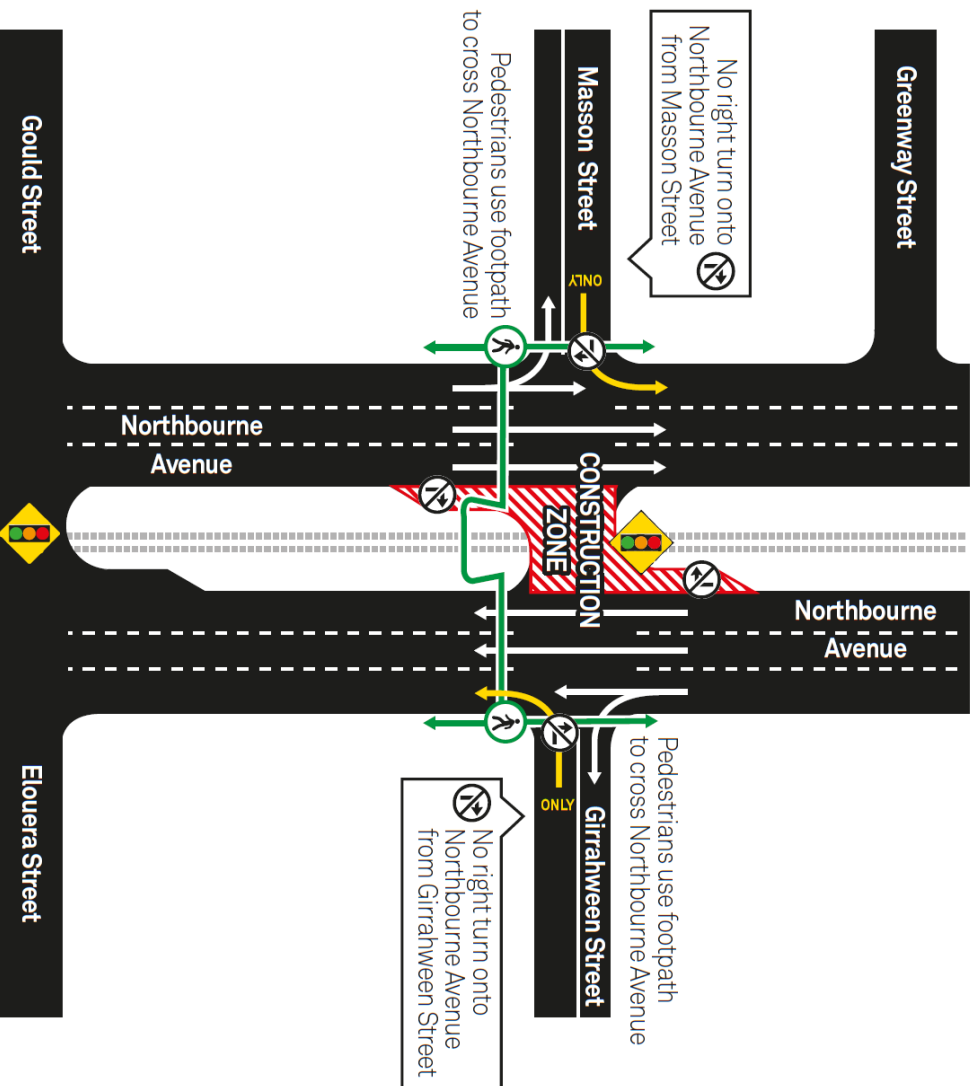 No right turn onto
Northbourne Avenue
from Masson Street
Greenway Street
Masson Street
Pedestrians use footpath
to cross Northbourne Avenue
Gould Street
ONLY
Northbourne
Avenue
CONSTRUCTION
ZONE
Northbourne
Avenue
ONLY
Girrahween Street
Pedestrians use footpath
to cross Northbourne Avenue
Elouera Street
No right turn onto
Northbourne Avenue
from Girrahween Street